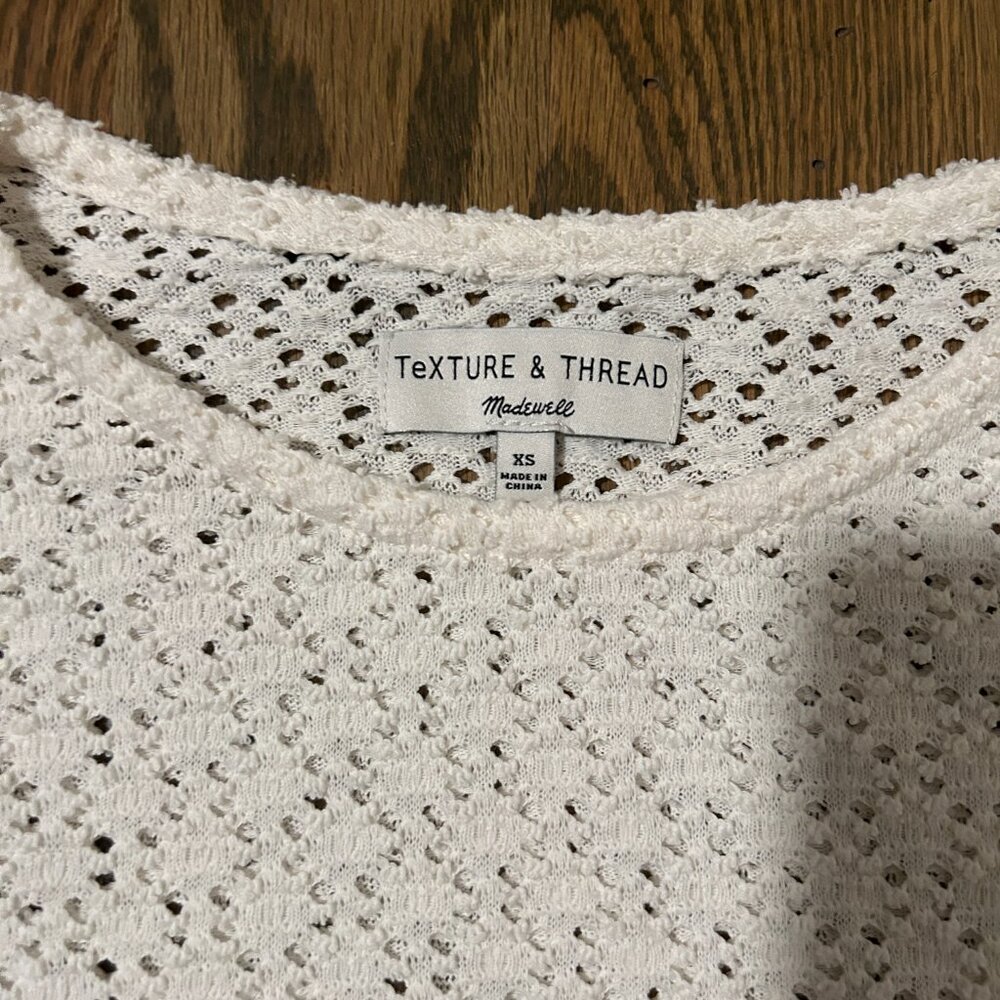 TeXTURE & THREAD
Madewell
XS
MADE IN
CHINA